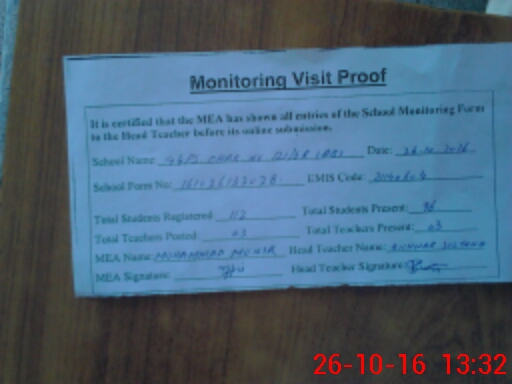 Monitoring Visit Proof
It is certified that the MEA has shown all entries of the School Monitoring Form
to the Head Teacher before its online submission.
School Name Date: 26.10.2016
School Form No: EMIS Code:
Total Students Registered 112 Total Students Present: 96
Total Teachers Posted 03 Total Teachers Present: 03
MEA Name: MUHAMMAD Head Teacher Name:
MEA Signature: Head Teacher Signature:
26-10-16 13:32